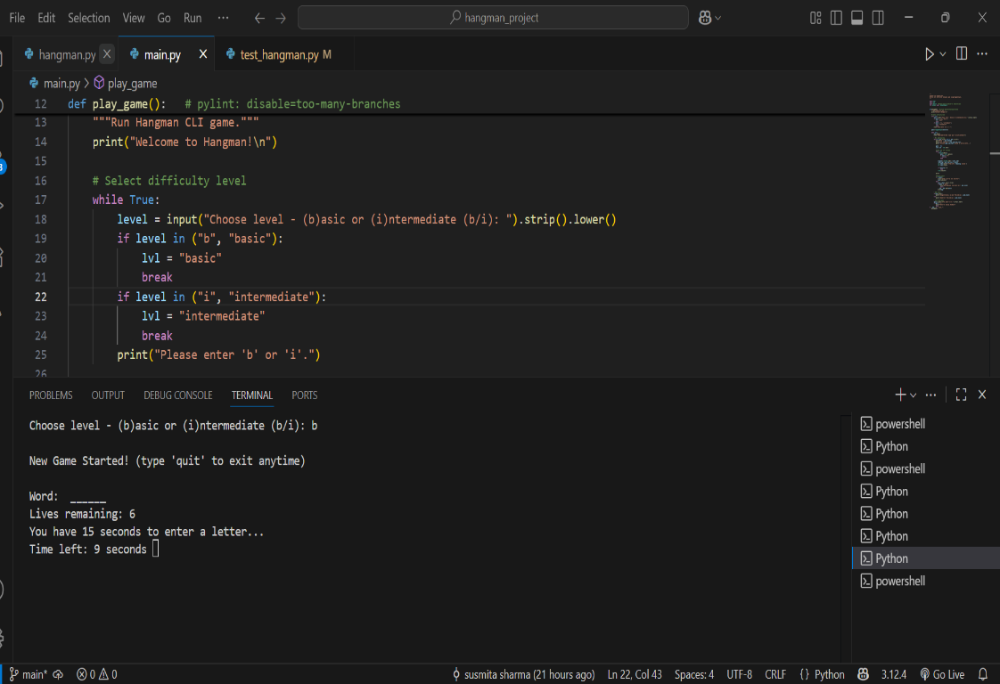 File Edit Selection View Go Run ··· hangman_project
hangman.py main.py test_hangman.py M
main.py > play_game
12 def play_game(): # pylint: disable=too-many-branches
13 """Run Hangman CLI game."""
14 print("Welcome to Hangman!\n")
15
16 # Select difficulty level
17 while True:
18 level = input("Choose level - (b)asic or (i)ntermediate (b/i): ").strip().lower()
19 if level in ("b", "basic"):
20 lvl = "basic"
21 break
22 if level in ("i", "intermediate"):
23 lvl = "intermediate"
24 break
25 print("Please enter 'b' or 'i'.")
26
PROBLEMS OUTPUT DEBUG CONSOLE TERMINAL PORTS
Choose level - (b)asic or (i)ntermediate (b/i): b
New Game Started! (type 'quit' to exit anytime)
Word: ______
Lives remaining: 6
You have 15 seconds to enter a letter...
Time left: 9 seconds
powershell
Python
powershell
Python
Python
Python
Python
powershell
main* 0 0 susmita sharma (21 hours ago) Ln 22, Col 43 Spaces: 4 UTF-8 CRLF {} Python 3.12.4 Go Live